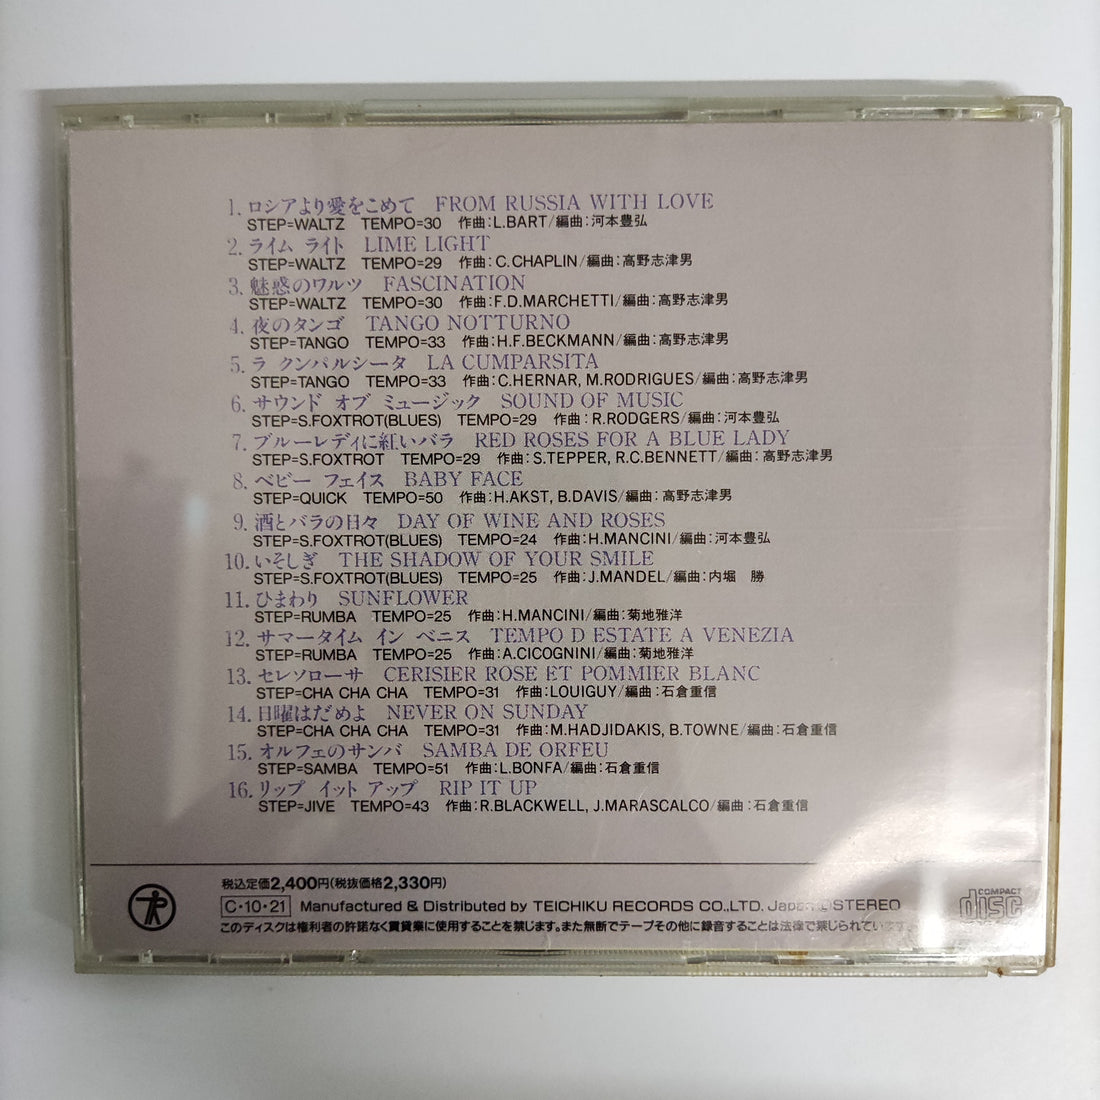 1. ロシアより愛をこめて FROM RUSSIA WITH LOVE
STEP=WALTZ TEMPO=30 作曲:L.BART/編曲:河本豊弘
2. ライム ライト LIME LIGHT
STEP=WALTZ TEMPO=29 作曲:C.CHAPLIN/編曲:高野志津男
3. 魅惑のワルツ FASCINATION
STEP=WALTZ TEMPO=30 作曲:F.D.MARCHETTI/編曲:高野志津男
4. 夜のタンゴ TANGO NOTTURNO
STEP=TANGO TEMPO=33 作曲:H.F.BECKMANN/編曲:高野志津男
5. ラ クンパルシータ LA CUMPARSITA
STEP=TANGO TEMPO=33 作曲:C.HERNAR, M.RODRIGUES/編曲:高野志津男
6. サウンド オブ ミュージック SOUND OF MUSIC
STEP=S.FOXTROT(BLUES) TEMPO=29 作曲:R.RODGERS/編曲:河本豊弘
7. ブルーレディに紅いバラ RED ROSES FOR A BLUE LADY
STEP=S.FOXTROT TEMPO=29 作曲:S.TEPPER, R.C.BENNETT/編曲:高野志津男
8. ベビー フェイス BABY FACE
STEP=QUICK TEMPO=50 作曲:H.AKST, B.DAVIS/編曲:高野志津男
9. 酒とバラの日々 DAY OF WINE AND ROSES
STEP=S.FOXTROT(BLUES) TEMPO=24 作曲:H.MANCINI/編曲:河本豊弘
10. いそしぎ THE SHADOW OF YOUR SMILE
STEP=S.FOXTROT(BLUES) TEMPO=25 作曲:J.MANDEL/編曲:内堀 勝
11. ひまわり SUNFLOWER
STEP=RUMBA TEMPO=25 作曲:H.MANCINI/編曲:菊地雅洋
12. サマータイム イン ベニス TEMPO D ESTATE A VENEZIA
STEP=RUMBA TEMPO=25 作曲:A.CICOGNINI/編曲:菊地雅洋
13. セレソローサ CERISIER ROSE ET POMMIER BLANC
STEP=CHA CHA CHA TEMPO=31 作曲:LOUIGUY/編曲:石倉重信
14. 日曜はだめよ NEVER ON SUNDAY
STEP=CHA CHA CHA TEMPO=31 作曲:M.HADJIDAKIS, B.TOWNE/編曲:石倉重信
15. オルフェのサンバ SAMBA DE ORFEU
STEP=SAMBA TEMPO=51 作曲:L.BONFA/編曲:石倉重信
16. リップ イット アップ RIP IT UP
STEP=JIVE TEMPO=43 作曲:R.BLACKWELL, J.MARASCALCO/編曲:石倉重信
税込定価2,400円(税抜価格2,330円)
C・10・21 Manufactured & Distributed by TEICHIKU RECORDS CO.,LTD. Japan ⓁSTEREO
COMPACT disc
このディスクは権利者の許諾なく賃貸業に使用することを禁じます。また無断でテープその他に録音することは法律で禁じられています。